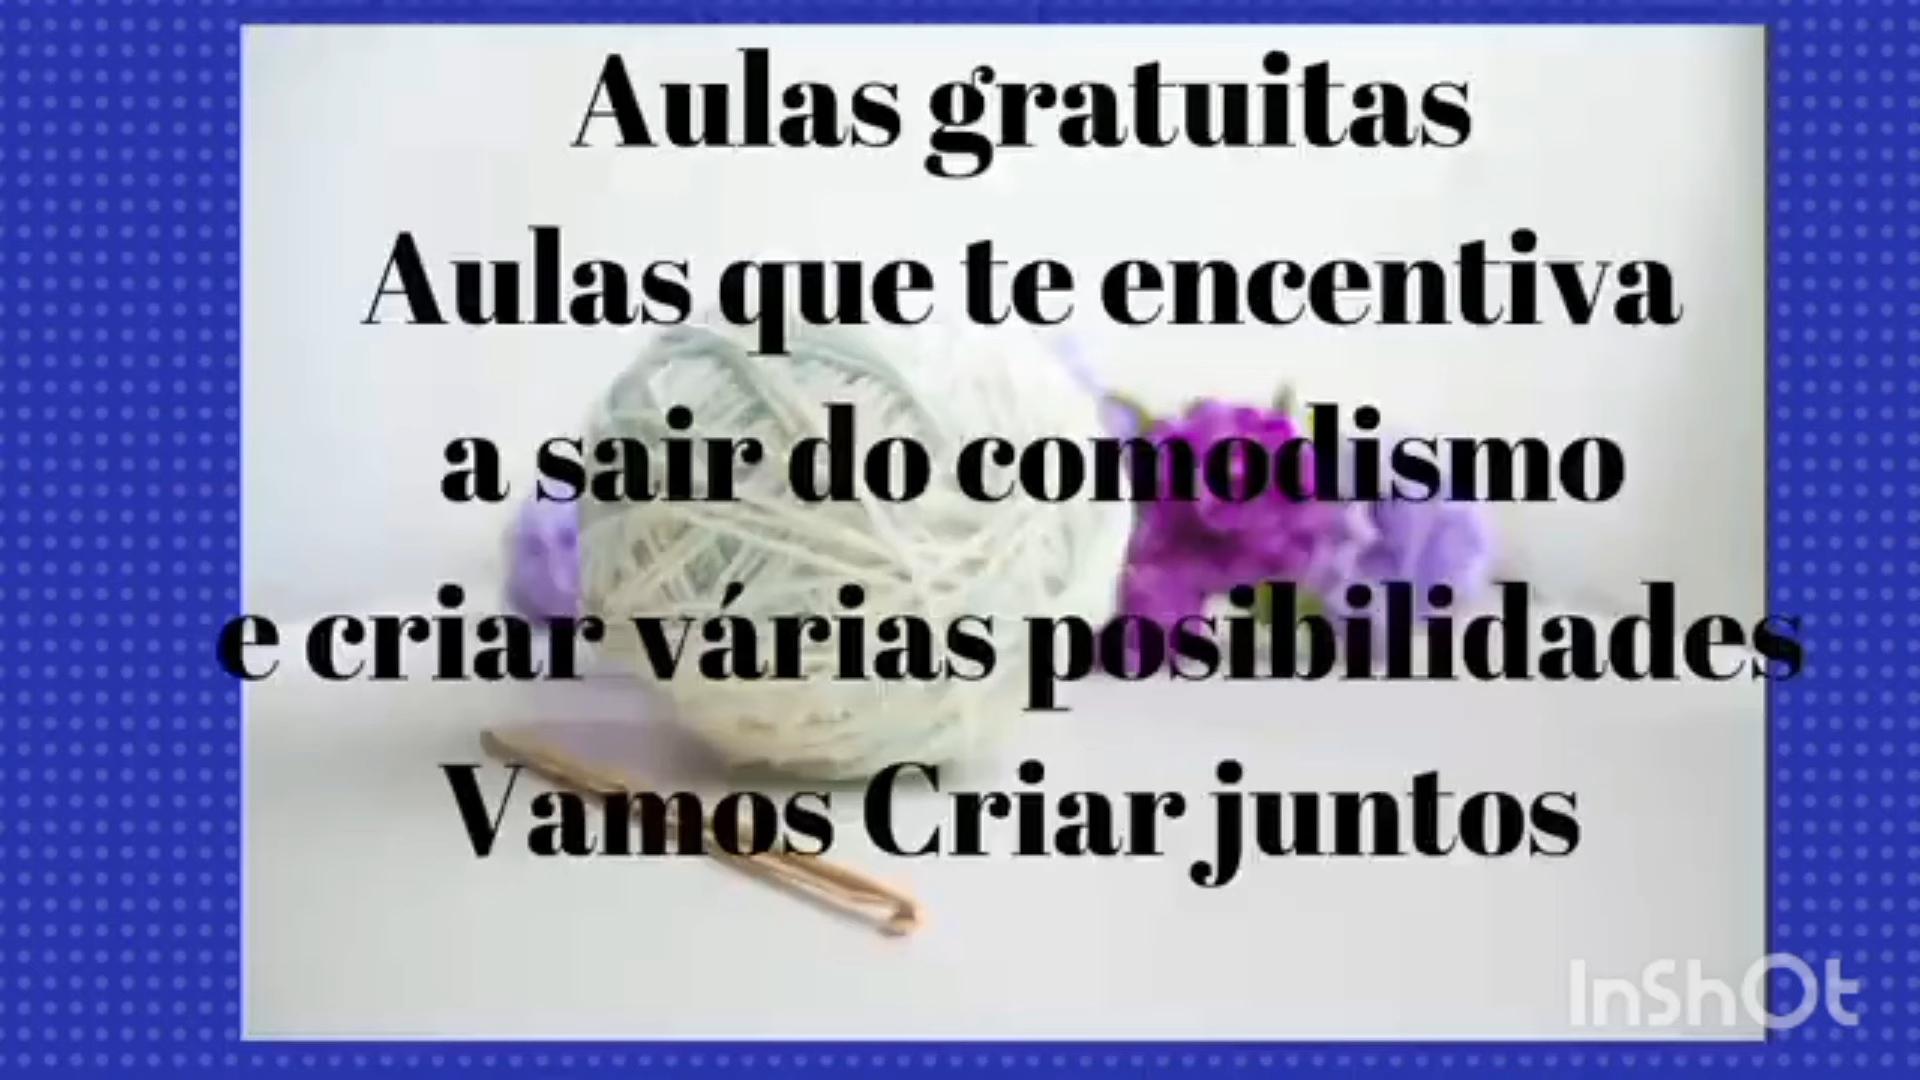 Aulas gratuitas
Aulas que te encentiva
a sair do comodismo
e criar várias posibilidades
Vamos Criar juntos
InShOt